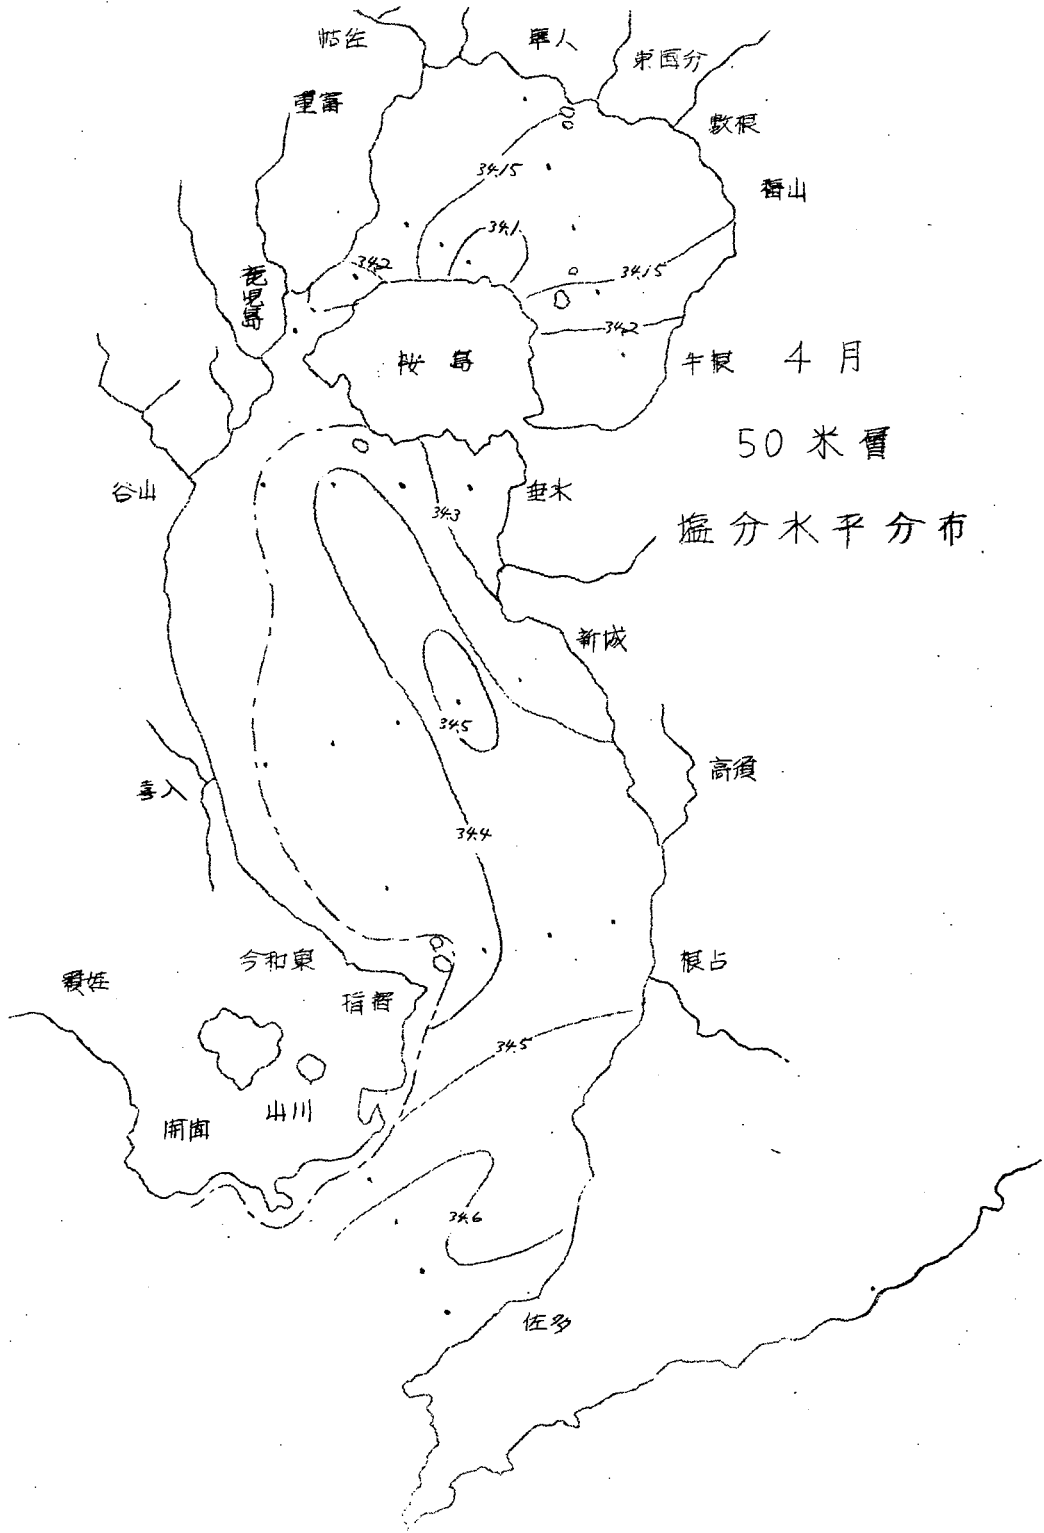 帖佐
隼人
東国分
重富
敷根
福山
34.15
34.1
34.2
34.15
鹿児島
34.2
桜島
牛根
4月
50米層
谷山
垂水
34.3
塩分水平分布
新城
34.5
高須
喜入
34.4
今和泉
根占
頴娃
指宿
34.5
山川
開聞
34.6
佐多